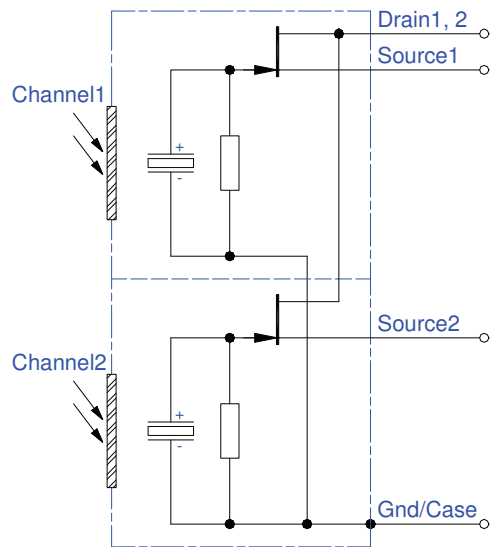 Drain1, 2
Source1
Channel1
+
-
Source2
Channel2
+
-
Gnd/Case